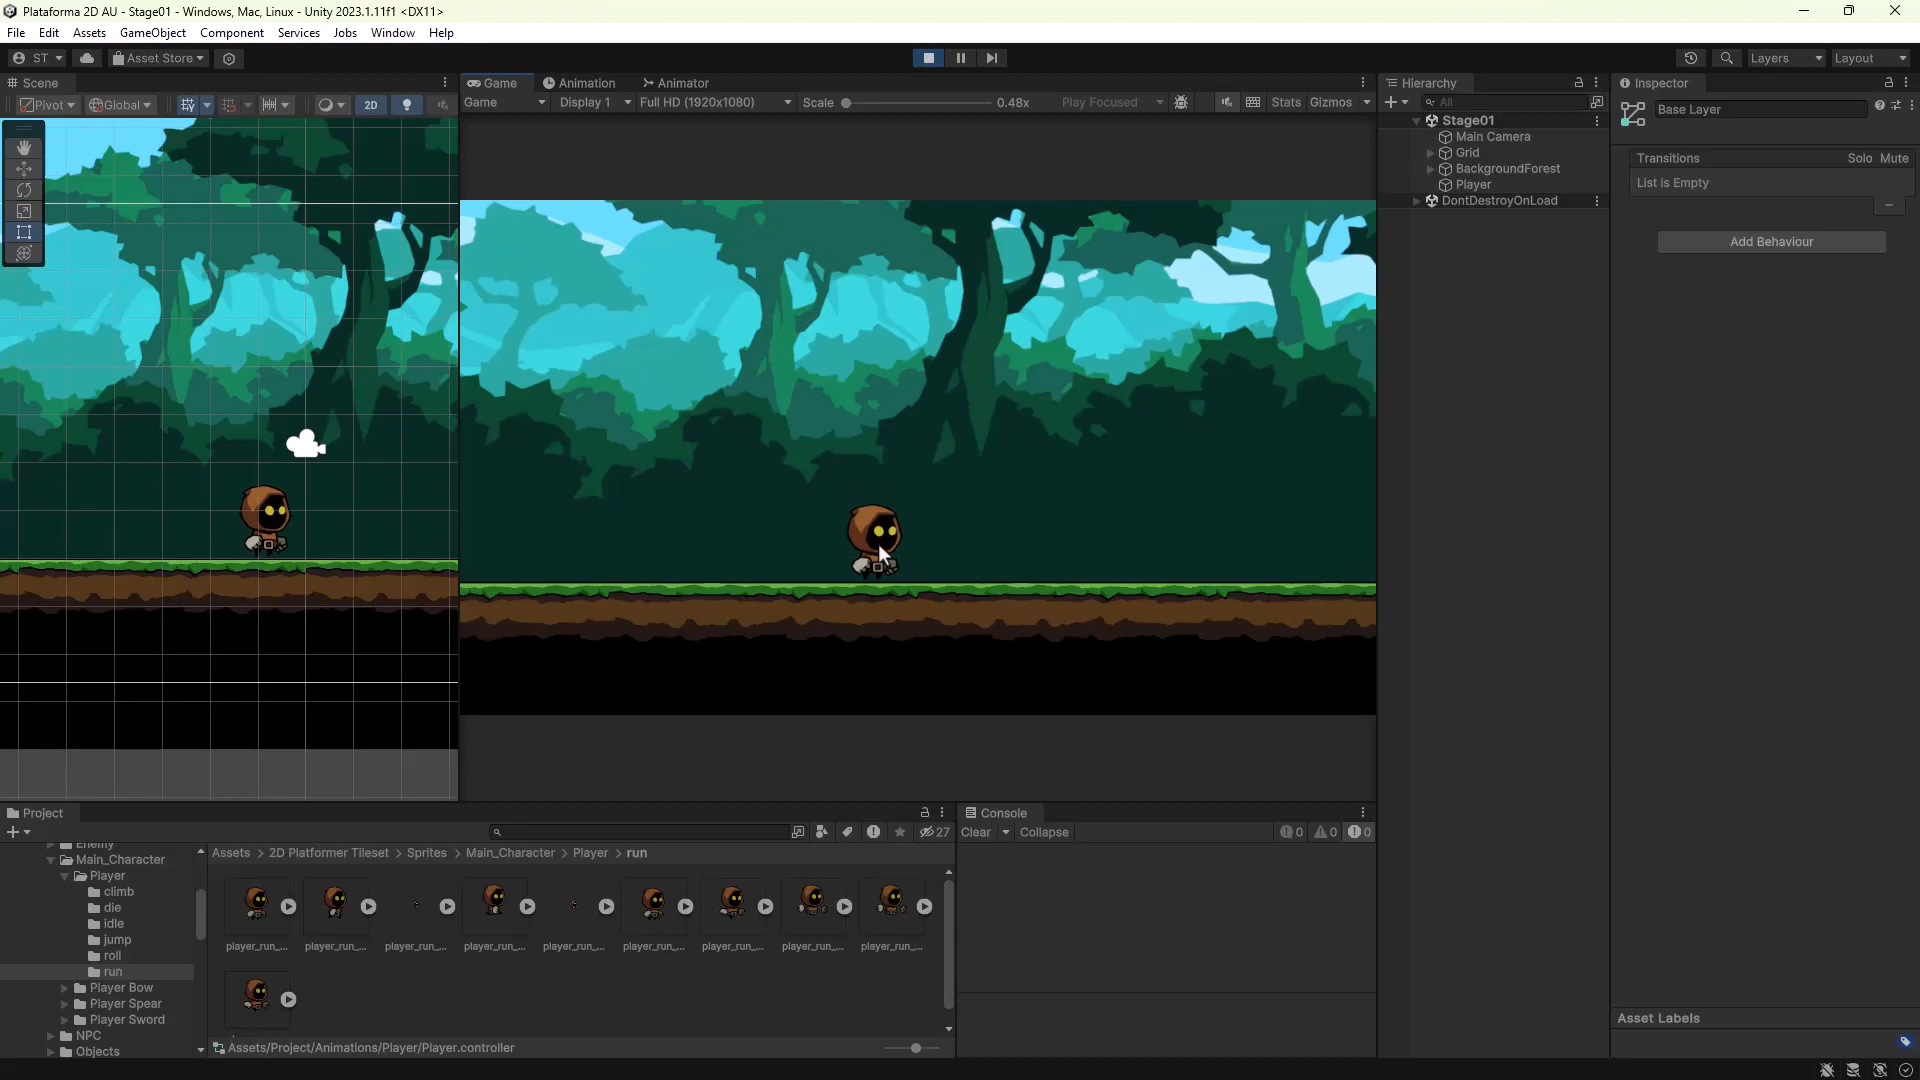 Plataforma 2D AU - Stage01 - Windows, Mac, Linux - Unity 2023.1.11f1 <DX11>
File Edit Assets GameObject Component Services Jobs Window Help
ST Asset Store Layers Layout
Scene Game Animation Animator Hierarchy Inspector
Pivot Global 2D Game Display 1 Full HD (1920x1080) Scale 0.48x Play Focused Stats Gizmos All Base Layer
Stage01
Main Camera
Grid
BackgroundForest
Player
DontDestroyOnLoad
Transitions Solo Mute
List is Empty
Add Behaviour
Project Console
27 Clear Collapse 0 0 0
Enemy
Main_Character
Player
climb
die
idle
jump
roll
run
Player Bow
Player Spear
Player Sword
NPC
Objects
Assets > 2D Platformer Tileset > Sprites > Main_Character > Player > run
player_run_... player_run_... player_run_... player_run_... player_run_... player_run_... player_run_... player_run_... player_run_...
Assets/Project/Animations/Player/Player.controller
Asset Labels